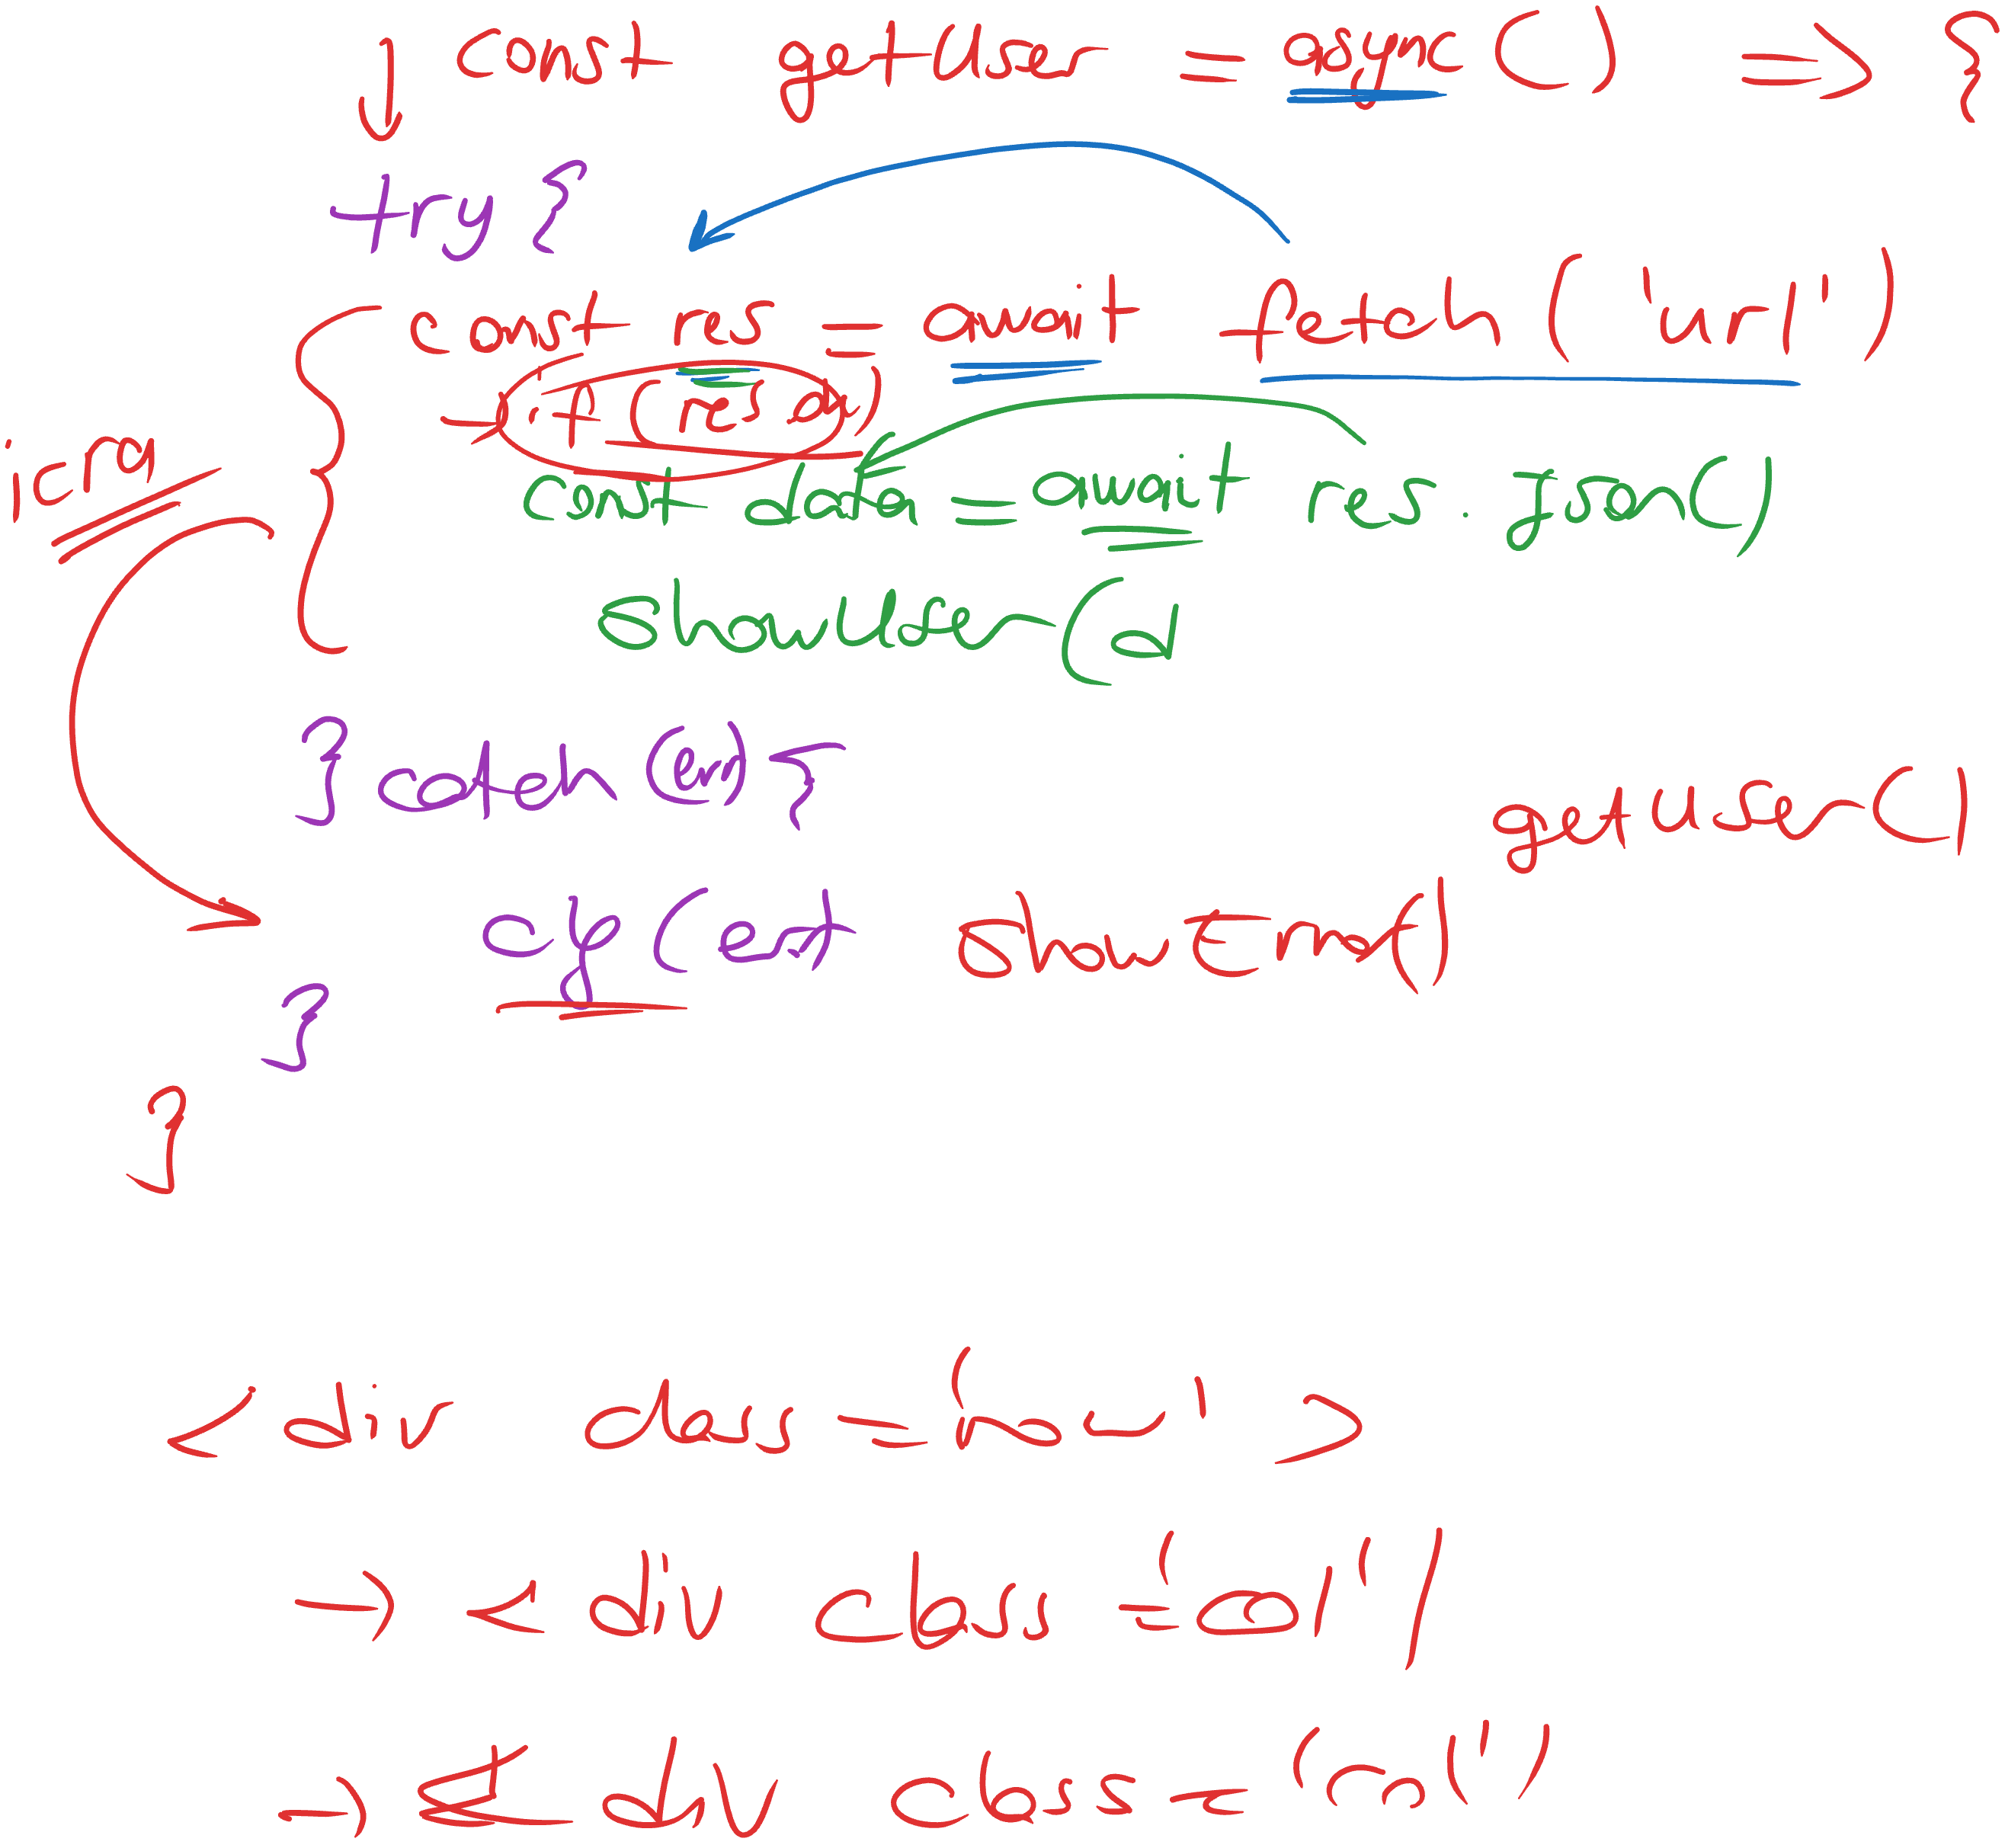 const getUser = async () => {
try {
const res = await fetch('url')
if (res.ok)
icra
const data = await res.json()
showUser(d
} catch (err) {
getUser()
(err) showError()
}
}
<div class='row'>
→ <div class='col'/
→ < div class='col'/